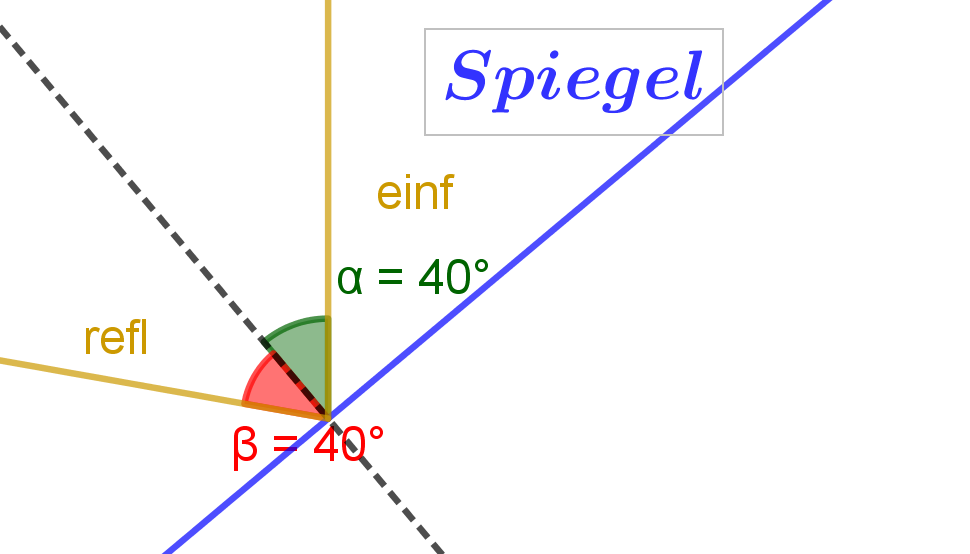 Spiegel
einf
α = 40°
refl
β = 40°